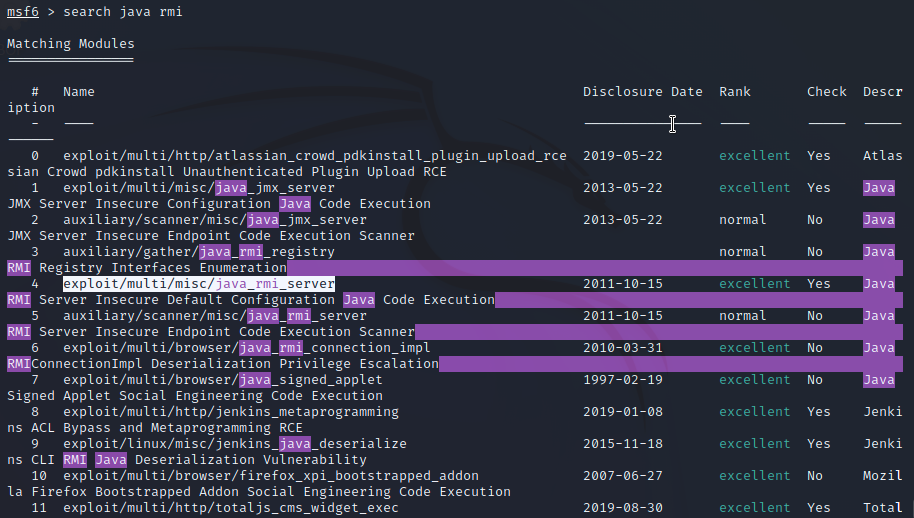 msf6 > search java rmi
Matching Modules
================
# Name Disclosure Date Rank Check Descr
iption
- ---- --------------- ---- ----- -----
------
0 exploit/multi/http/atlassian_crowd_pdkinstall_plugin_upload_rce 2019-05-22 excellent Yes Atlas
sian Crowd pdkinstall Unauthenticated Plugin Upload RCE
1 exploit/multi/misc/java_jmx_server 2013-05-22 excellent Yes Java
JMX Server Insecure Configuration Java Code Execution
2 auxiliary/scanner/misc/java_jmx_server 2013-05-22 normal No Java
JMX Server Insecure Endpoint Code Execution Scanner
3 auxiliary/gather/java_rmi_registry normal No Java
RMI Registry Interfaces Enumeration
4 exploit/multi/misc/java_rmi_server 2011-10-15 excellent Yes Java
RMI Server Insecure Default Configuration Java Code Execution
5 auxiliary/scanner/misc/java_rmi_server 2011-10-15 normal No Java
RMI Server Insecure Endpoint Code Execution Scanner
6 exploit/multi/browser/java_rmi_connection_impl 2010-03-31 excellent No Java
RMIConnectionImpl Deserialization Privilege Escalation
7 exploit/multi/browser/java_signed_applet 1997-02-19 excellent No Java
Signed Applet Social Engineering Code Execution
8 exploit/multi/http/jenkins_metaprogramming 2019-01-08 excellent Yes Jenki
ns ACL Bypass and Metaprogramming RCE
9 exploit/linux/misc/jenkins_java_deserialize 2015-11-18 excellent Yes Jenki
ns CLI RMI Java Deserialization Vulnerability
10 exploit/multi/browser/firefox_xpi_bootstrapped_addon 2007-06-27 excellent No Mozil
la Firefox Bootstrapped Addon Social Engineering Code Execution
11 exploit/multi/http/totaljs_cms_widget_exec 2019-08-30 excellent Yes Total